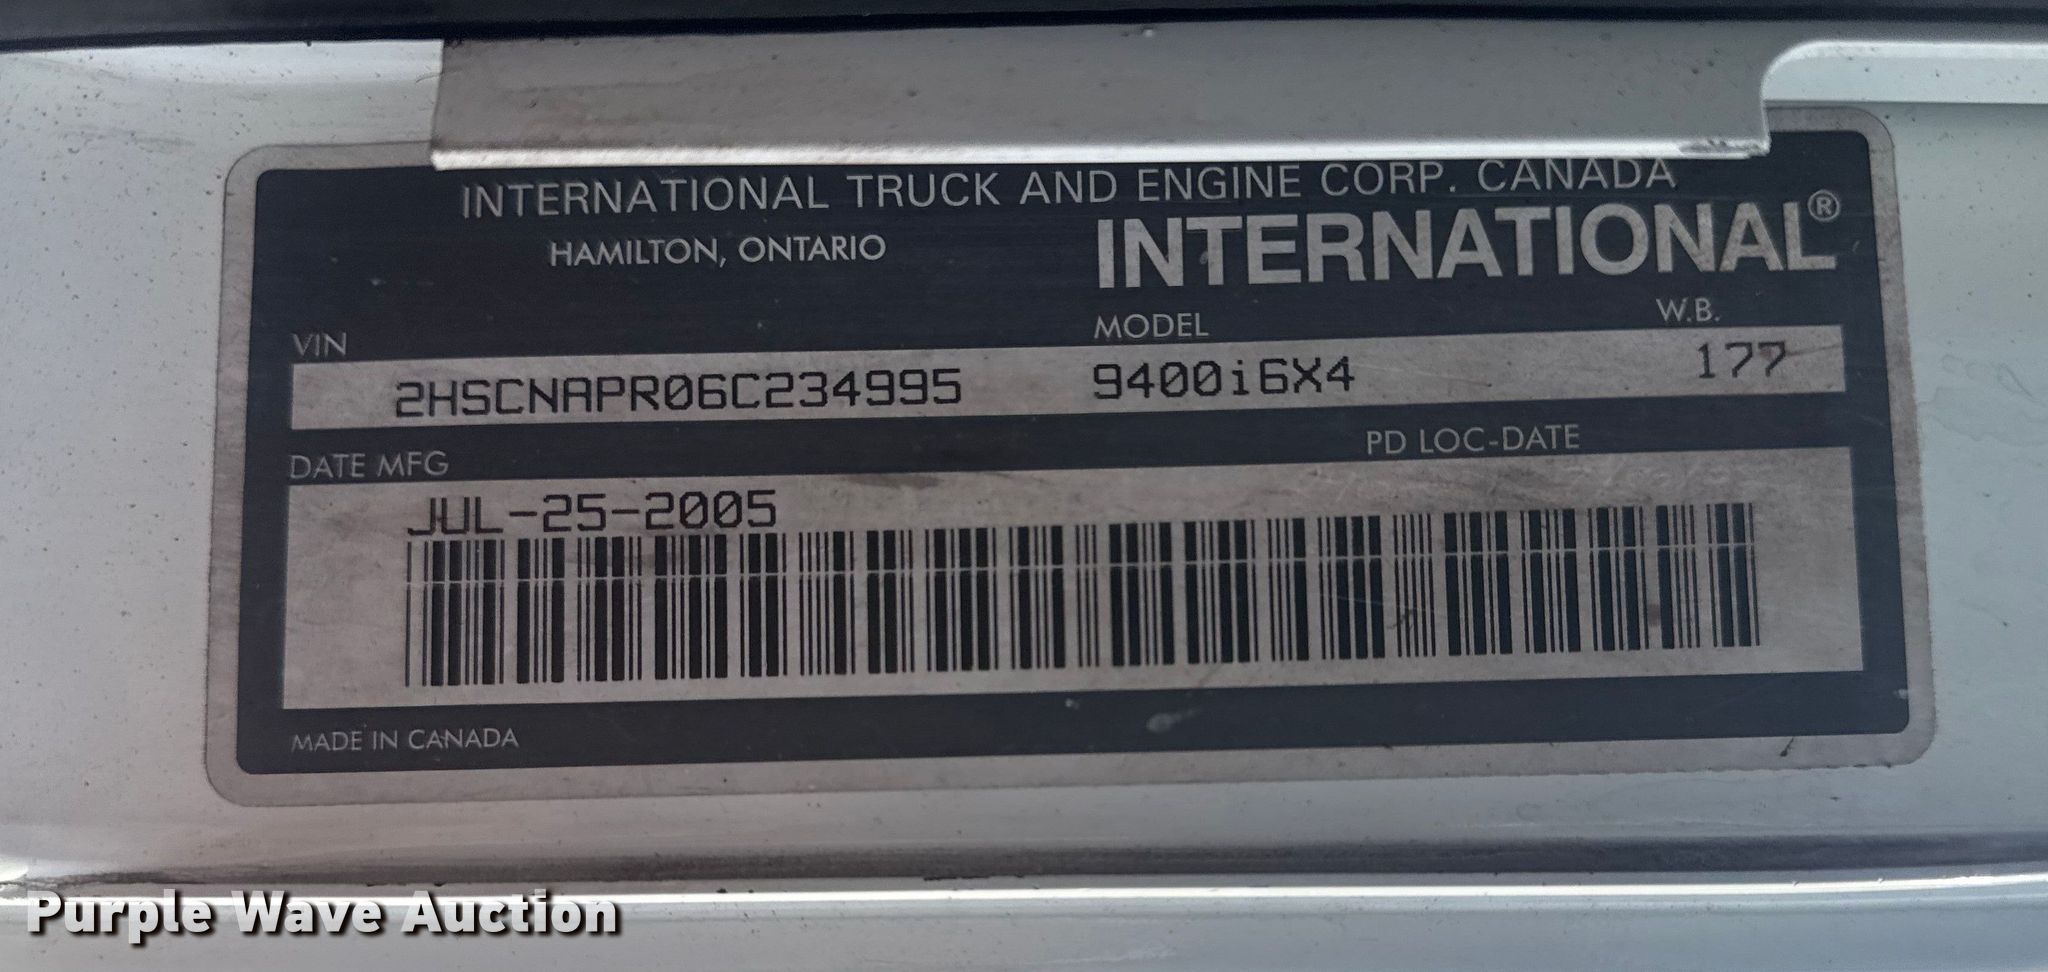 INTERNATIONAL TRUCK AND ENGINE CORP. CANADA
HAMILTON, ONTARIO
INTERNATIONAL®
VIN
MODEL
W.B.
2HSCNAPR06C234995
9400i6X4
177
DATE MFG
PD LOC-DATE
JUL-25-2005
MADE IN CANADA
Purple Wave Auction